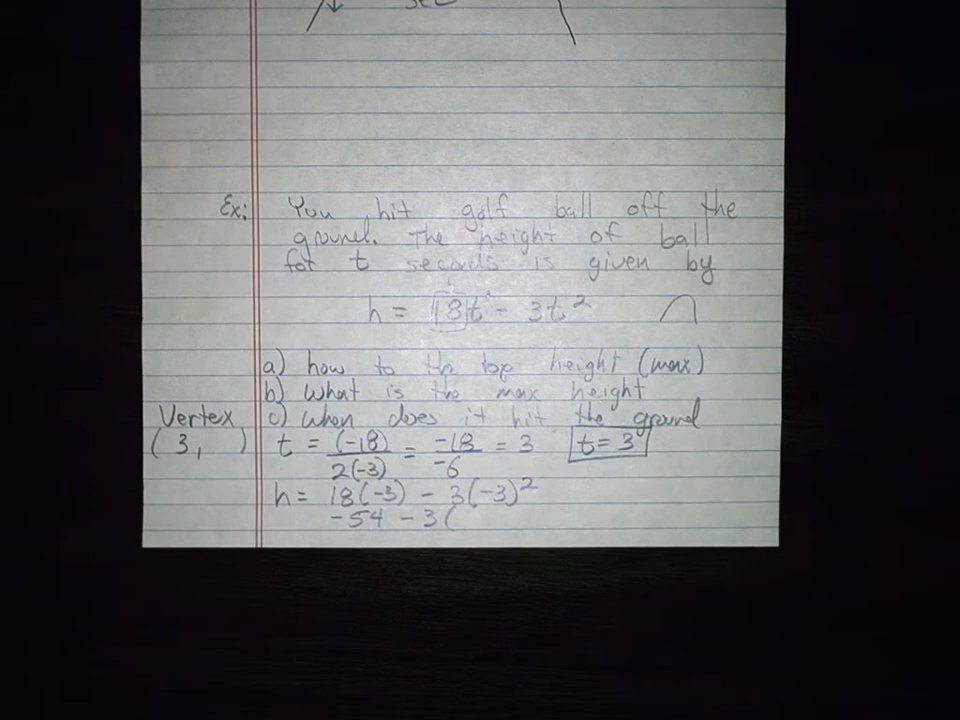 sec
Ex: You hit golf ball off the
ground. The height of ball
for t seconds is given by
h = 18t - 3t²
a) how to the top height (max)
b) What is the max height
c) when does it hit the ground
Vertex
(3, )
t = (-18)/2(-3) = -18/-6 = 3 t = 3
h = 18(-3) - 3(-3)²
-54 - 3(